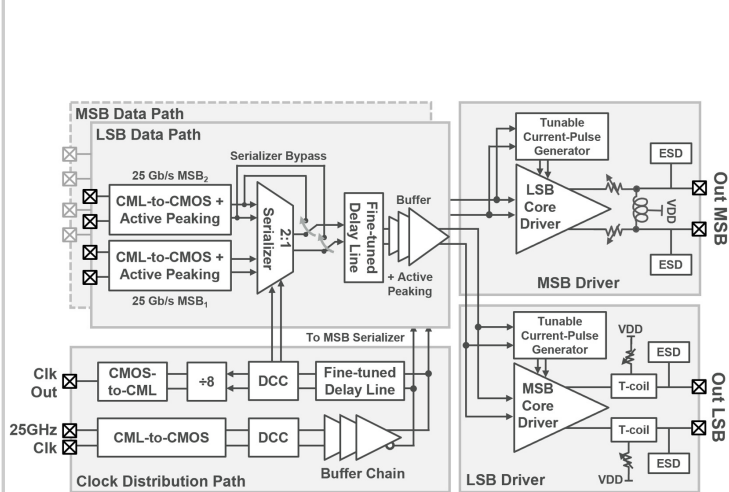 MSB Data Path
LSB Data Path
Serializer Bypass
25 Gb/s MSB2
CML-to-CMOS +
Active Peaking
CML-to-CMOS +
Active Peaking
25 Gb/s MSB1
2:1
Serializer
Fine-tuned
Delay Line
Buffer
+ Active
Peaking
To MSB Serializer
Tunable
Current-Pulse
Generator
LSB
Core
Driver
ESD
VDD
ESD
Out MSB
MSB Driver
Tunable
Current-Pulse
Generator
MSB
Core
Driver
VDD
ESD
T-coil
T-coil
ESD
VDD
Out LSB
LSB Driver
Clk
Out
CMOS-
to-CML
÷8
DCC
Fine-tuned
Delay Line
25GHz
Clk
CML-to-CMOS
DCC
Buffer Chain
Clock Distribution Path